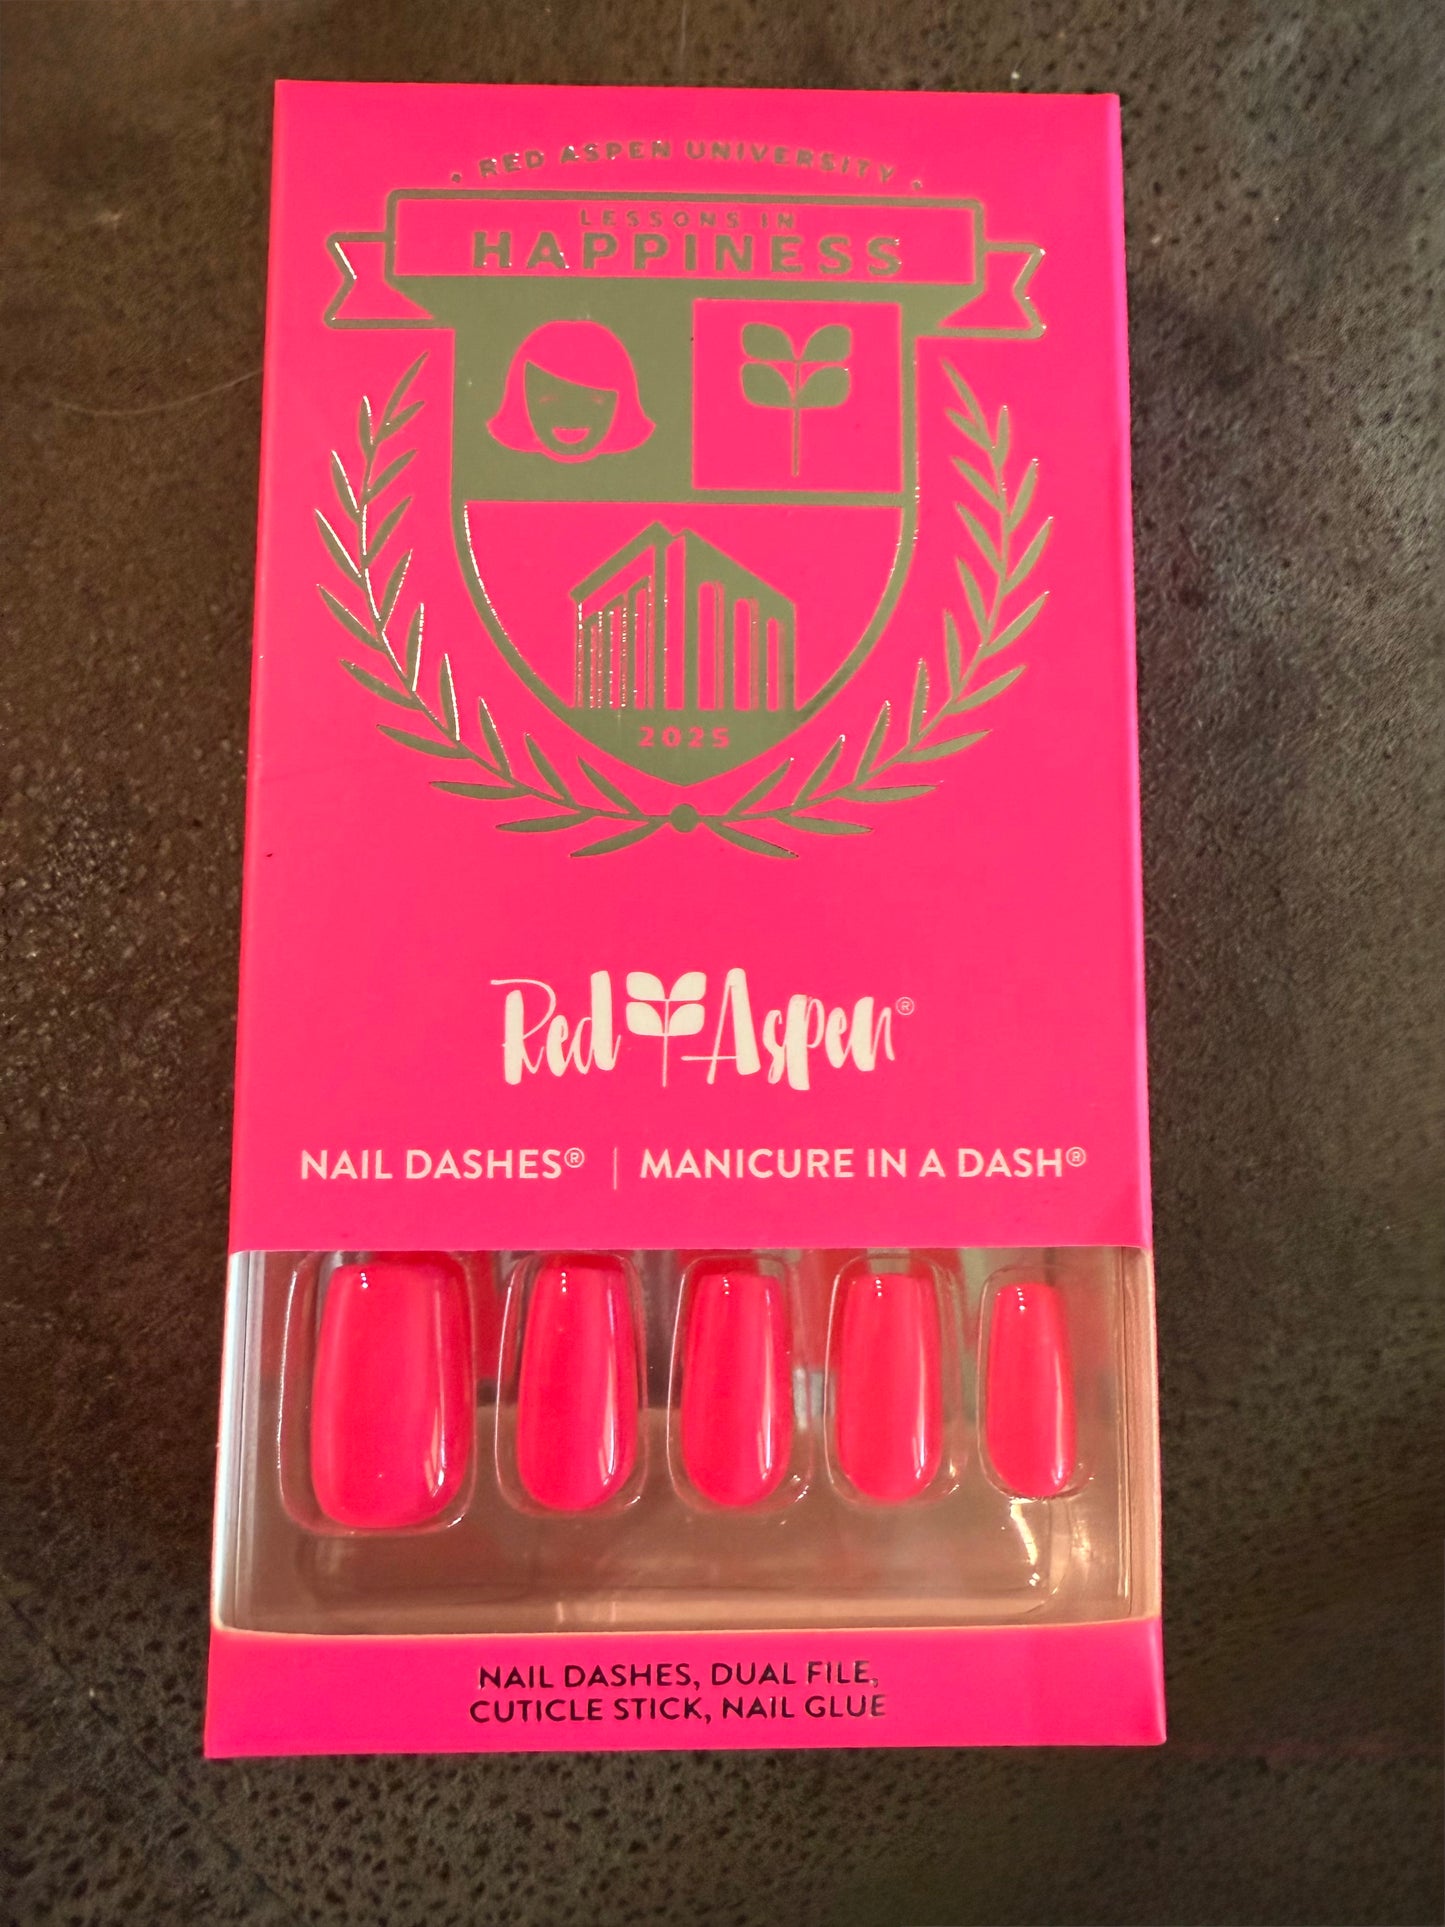 • RED ASPEN UNIVERSITY •
LESSONS IN
HAPPINESS
2025
Red Aspen®
NAIL DASHES® | MANICURE IN A DASH®
NAIL DASHES, DUAL FILE,
CUTICLE STICK, NAIL GLUE